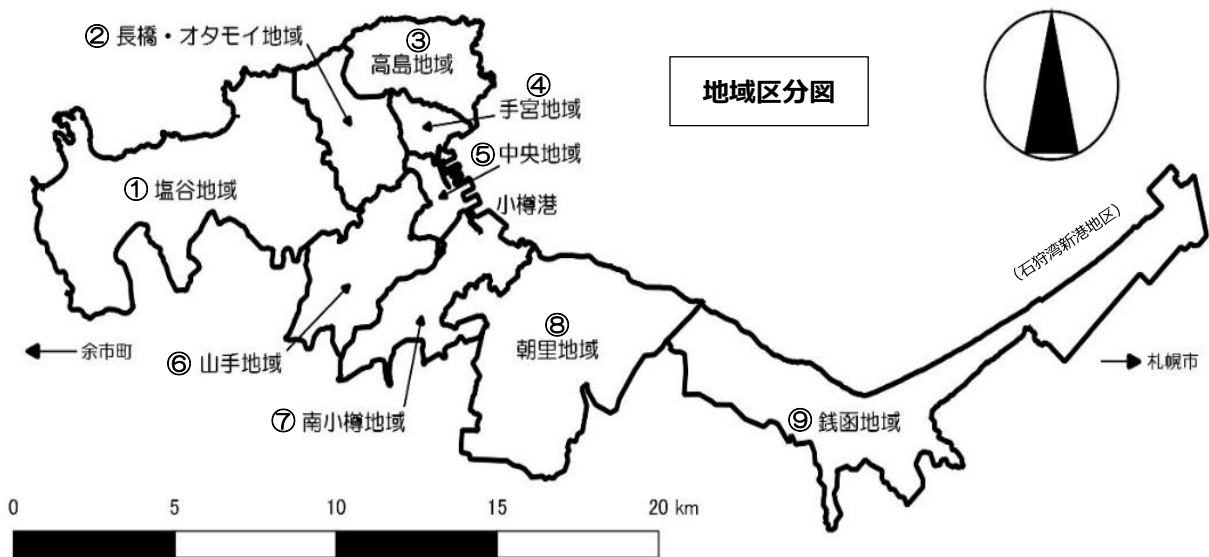 地域区分図
② 長橋・オタモイ地域
③
高島地域
④
手宮地域
⑤ 中央地域
① 塩谷地域
小樽港
(石狩湾新港地区)
余市町
⑥ 山手地域
⑧
朝里地域
札幌市
⑦ 南小樽地域
⑨ 銭函地域
0 5 10 15 20 km